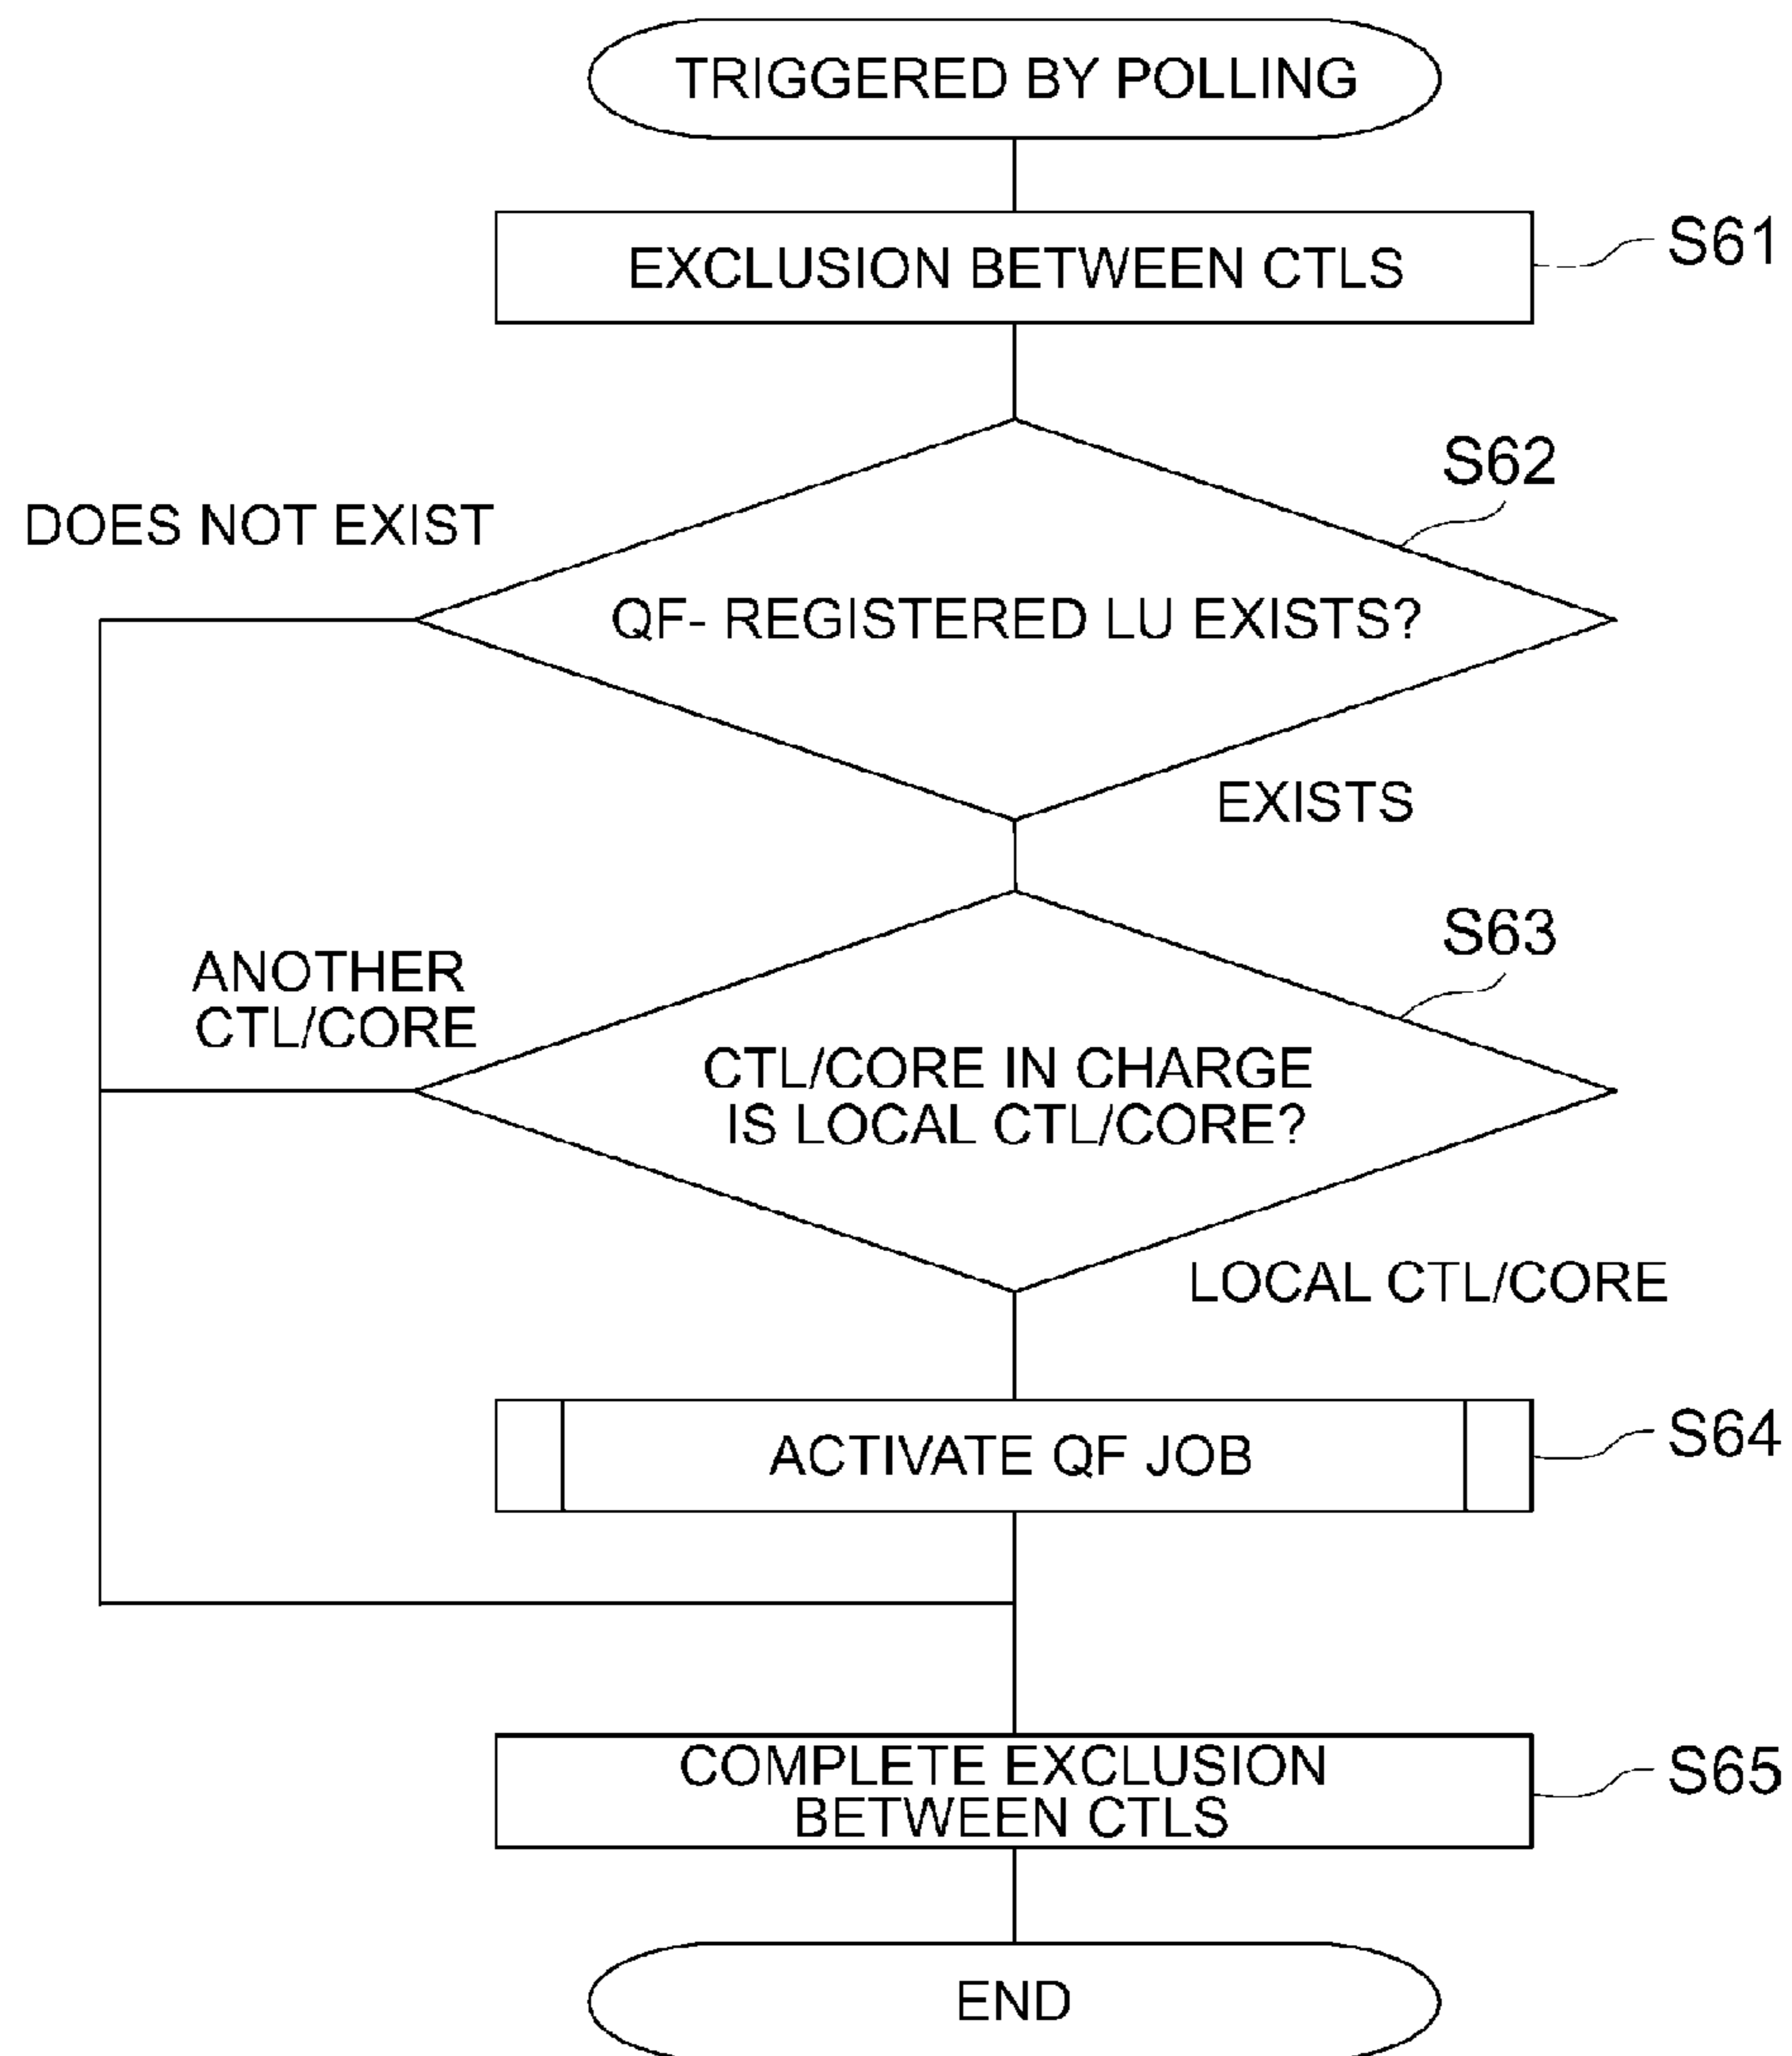 TRIGGERED BY POLLING
EXCLUSION BETWEEN CTLS
S61
S62
DOES NOT EXIST
QF- REGISTERED LU EXISTS?
EXISTS
S63
ANOTHER
CTL/CORE
CTL/CORE IN CHARGE
IS LOCAL CTL/CORE?
LOCAL CTL/CORE
ACTIVATE QF JOB
S64
COMPLETE EXCLUSION
BETWEEN CTLS
S65
END